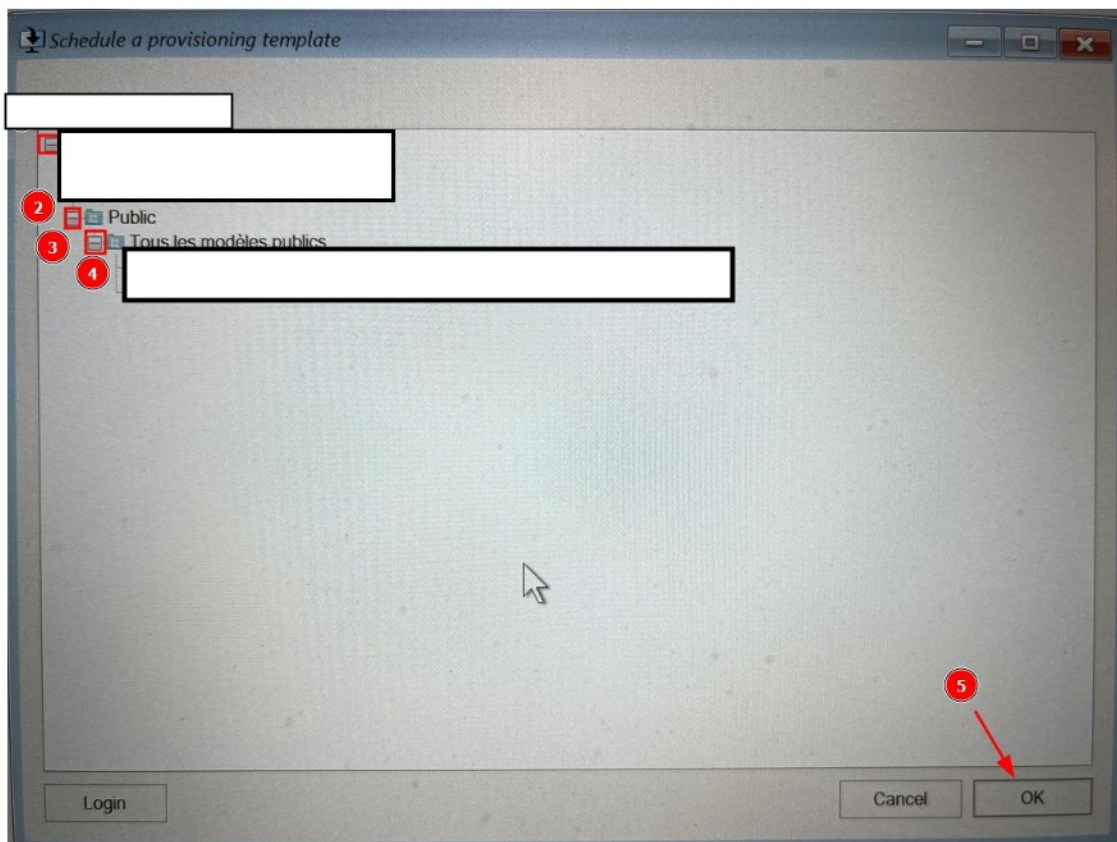 Schedule a provisioning template
2
Public
3
Tous les modèles publics
4
5
Login
Cancel
OK